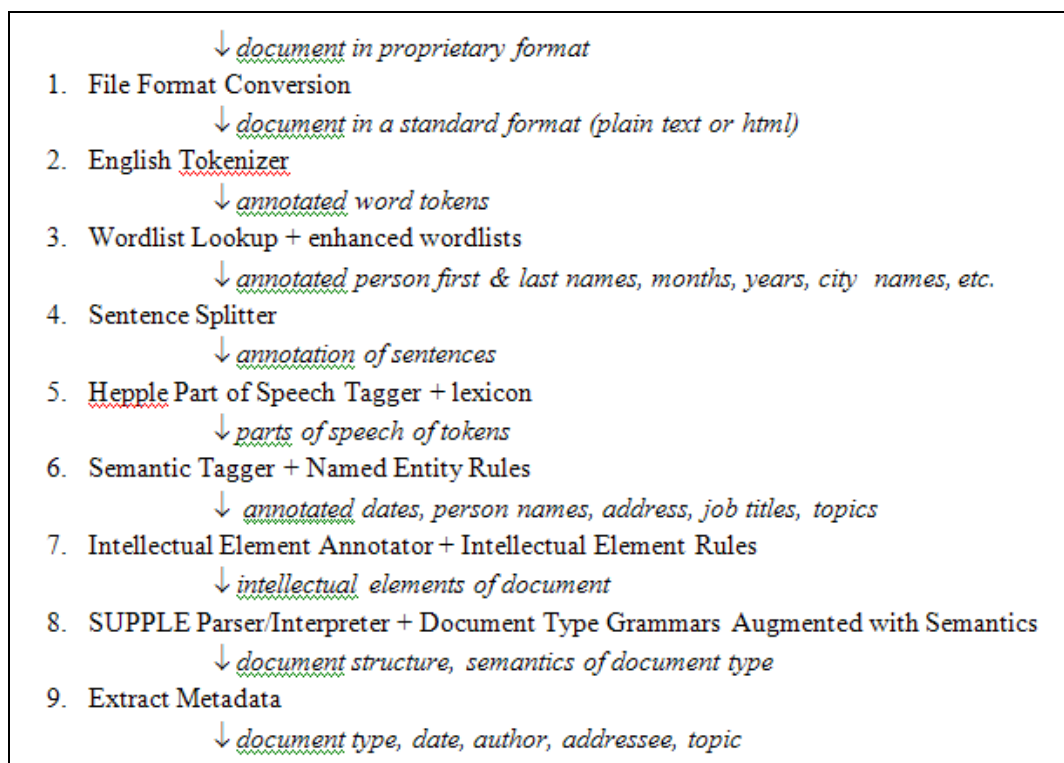 ↓ document in proprietary format
1. File Format Conversion
↓ document in a standard format (plain text or html)
2. English Tokenizer
↓ annotated word tokens
3. Wordlist Lookup + enhanced wordlists
↓ annotated person first & last names, months, years, city names, etc.
4. Sentence Splitter
↓ annotation of sentences
5. Hepple Part of Speech Tagger + lexicon
↓ parts of speech of tokens
6. Semantic Tagger + Named Entity Rules
↓ annotated dates, person names, address, job titles, topics
7. Intellectual Element Annotator + Intellectual Element Rules
↓ intellectual elements of document
8. SUPPLE Parser/Interpreter + Document Type Grammars Augmented with Semantics
↓ document structure, semantics of document type
9. Extract Metadata
↓ document type, date, author, addressee, topic